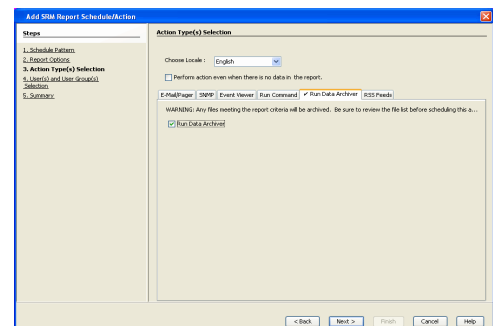 Add SRM Report Schedule/Action
Steps
1. Schedule Pattern
2. Report Options
3. Action Type(s) Selection
4. User(s) and User Group(s)
Selection
5. Summary
Action Type(s) Selection
Choose Locale : English
Perform action even when there is no data in the report.
E-Mail/Pager SNMP Event Viewer Run Command ✓ Run Data Archiver RSS Feeds
WARNING: Any files meeting the report criteria will be archived. Be sure to review the file list before scheduling this a...
Run Data Archiver
< Back Next > Finish Cancel Help